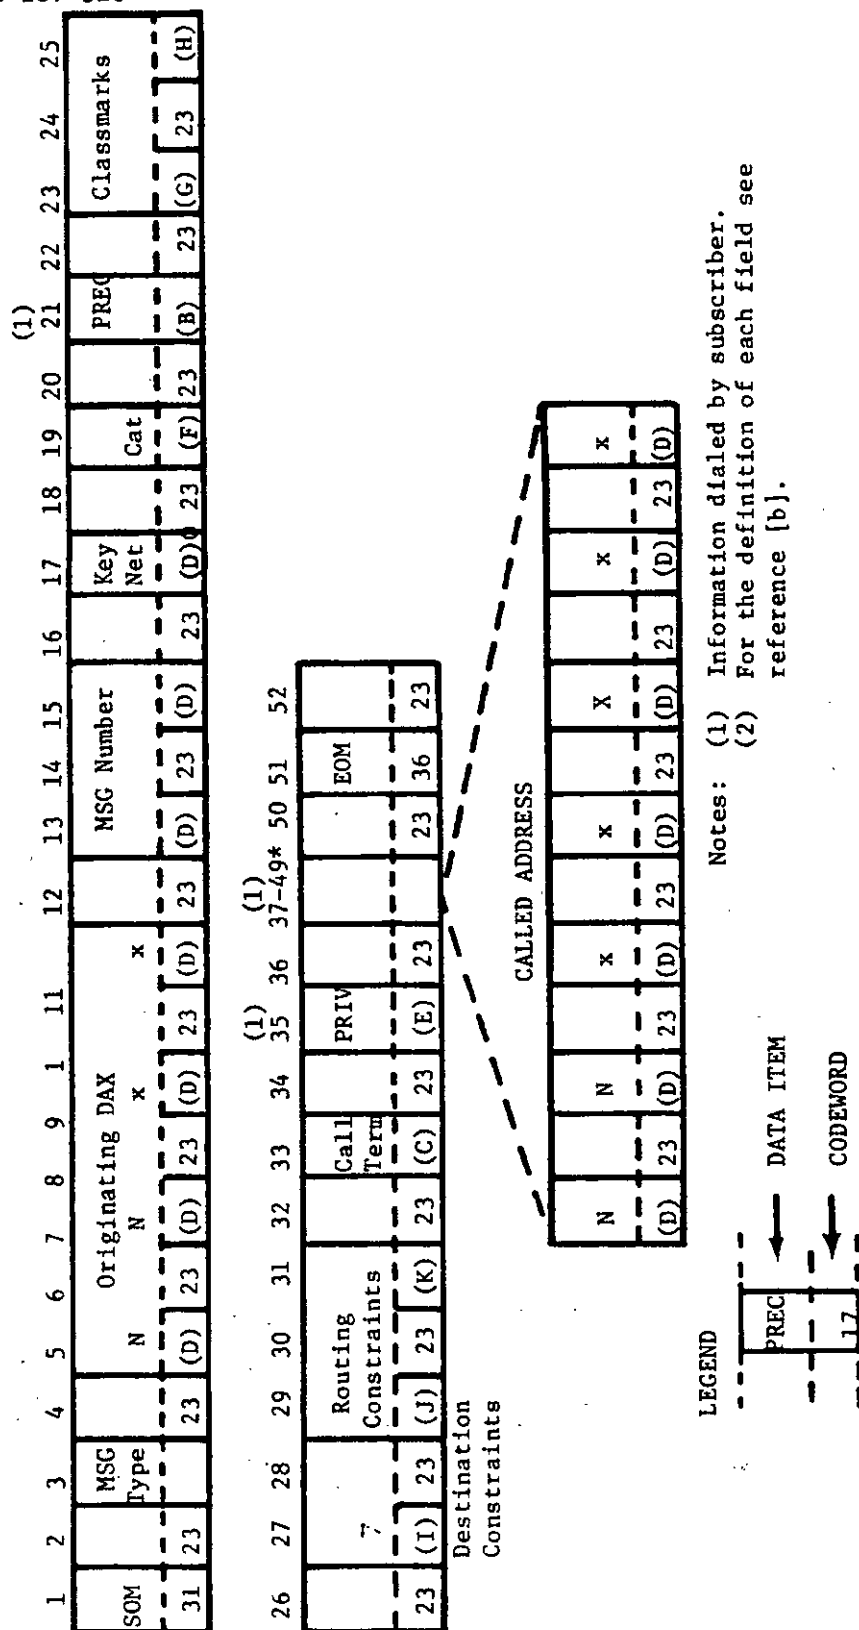 1 2 3 4 5 6 7 8 9 1 11 12 13 14 15 16 17 18 19 20 21 22 23 24 25
(1)
SOM MSG Type Originating DAX MSG Number Key Net Cat PREC Classmarks
N N x x
31 23 23 (D) 23 (D) 23 (D) 23 (D) 23 (D) 23 (D) 23 (D) 23 (F) 23 (B) 23 (G) 23 (H)
(1) (1)
26 27 28 29 30 31 32 33 34 35 36 37-49* 50 51 52
Routing Constraints Call Term PRIV EOM
23 (I) 23 (J) 23 (K) 23 (C) 23 (E) 23 23 36 23
Destination
Constraints
CALLED ADDRESS
N N x x X x x
(D) 23 (D) 23 (D) 23 (D) 23 (D) 23 (D) 23 (D)
LEGEND
PREC DATA ITEM
17 CODEWORD
Notes: (1) Information dialed by subscriber.
(2) For the definition of each field see
reference [b].